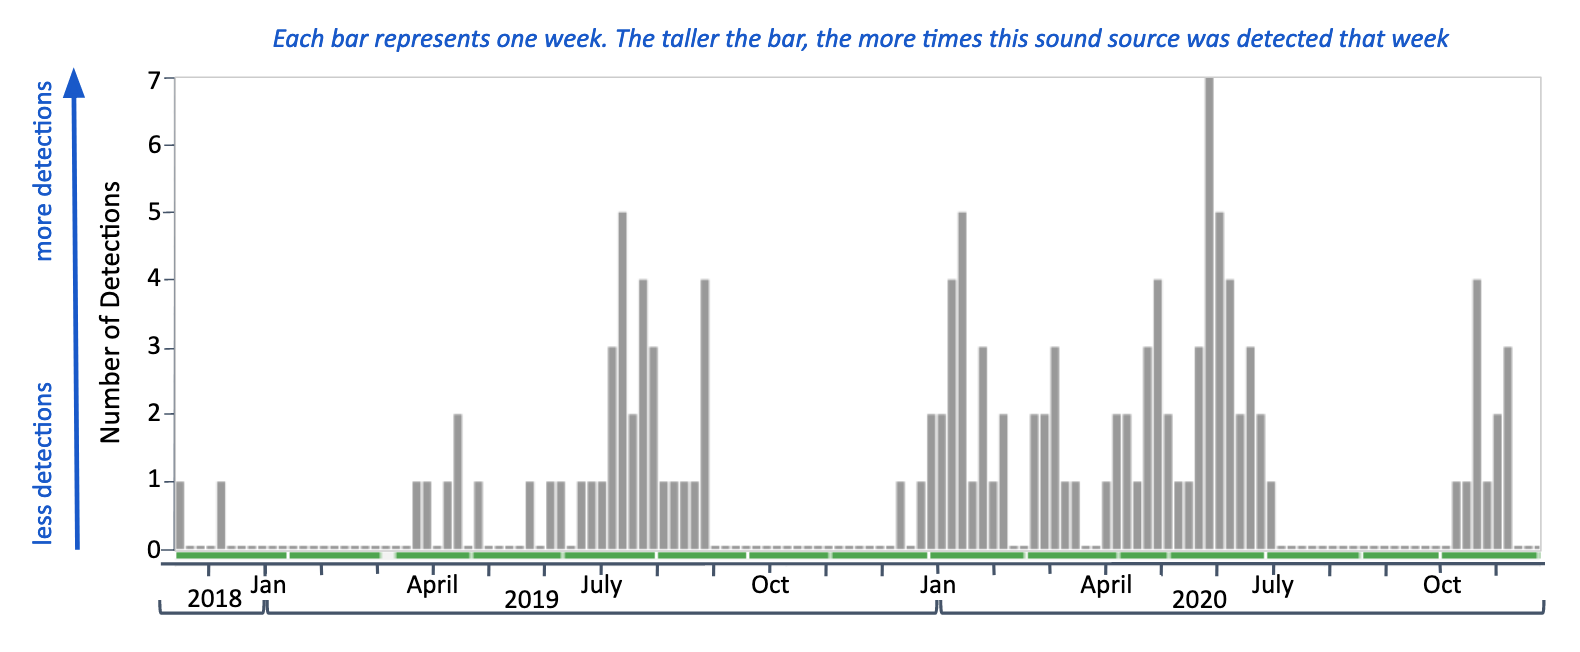 Each bar represents one week. The taller the bar, the more times this sound source was detected that week
more detections
less detections
Number of Detections
7
6
5
4
3
2
1
0
Jan April July Oct Jan April July Oct
2018 2019 2020